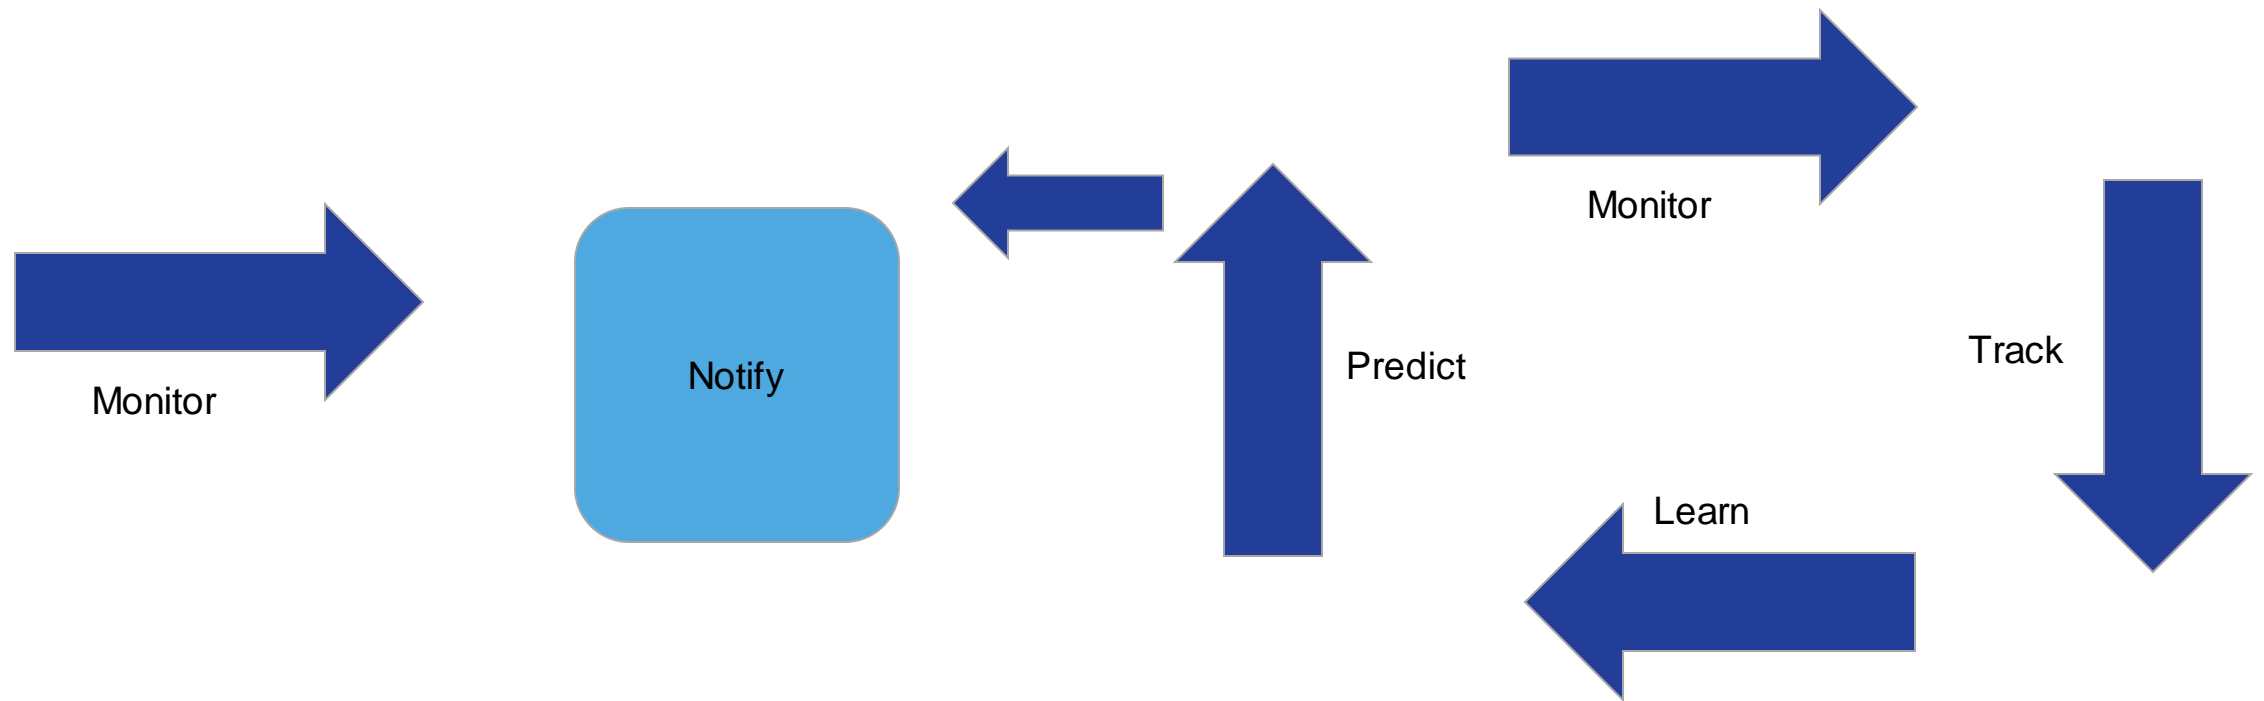 Monitor
Notify
Predict
Monitor
Track
Learn